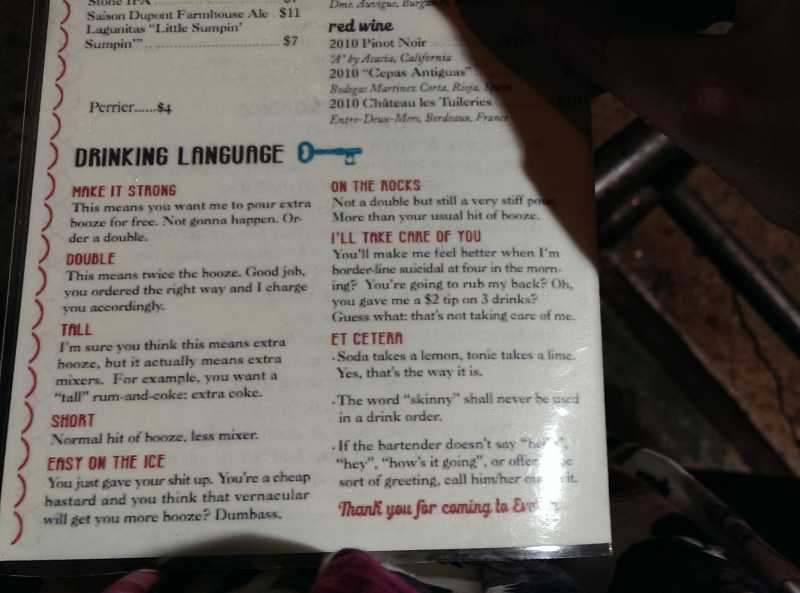 Stone IPA
Saison Dupont Farmhouse Ale . $11
Lagunitas "Little Sumpin'
Sumpin'" ..................................... $7
Perrier......$4
red wine
2010 Pinot Noir
"A" by Acacia, California
2010 "Cepas Antiguas"
Bodegas Martinez Corta, Rioja, Spain
2010 Château les Tuileries
Entre-Deux-Mers, Bordeaux, France
DRINKING LANGUAGE
MAKE IT STRONG
This means you want me to pour extra
booze for free. Not gonna happen. Or-
der a double.
DOUBLE
This means twice the booze. Good job,
you ordered the right way and I charge
you accordingly.
TALL
I'm sure you think this means extra
booze, but it actually means extra
mixers. For example, you want a
"tall" rum-and-coke: extra coke.
SHORT
Normal hit of booze, less mixer.
EASY ON THE ICE
You just gave your shit up. You're a cheap
bastard and you think that vernacular
will get you more booze? Dumbass.
ON THE ROCKS
Not a double but still a very stiff pour.
More than your usual hit of booze.
I'LL TAKE CARE OF YOU
You'll make me feel better when I'm
border-line suicidal at four in the morn-
ing? You're going to rub my back? Oh,
you gave me a $2 tip on 3 drinks?
Guess what: that's not taking care of me.
ET CETERA
·Soda takes a lemon, tonic takes a lime.
Yes, that's the way it is.
·The word "skinny" shall never be used
in a drink order.
·If the bartender doesn't say
"hey", "how's it going", or offer
sort of greeting, call him/her it.
Thank you for coming to